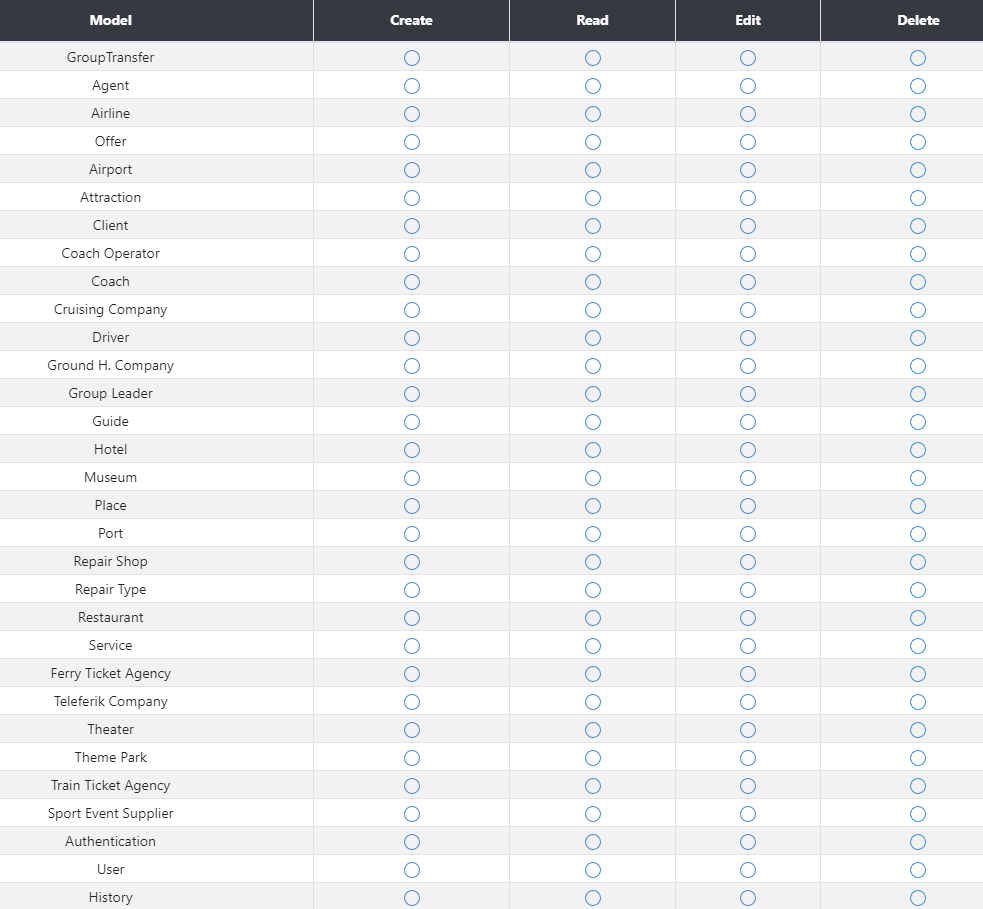 Model Create Read Edit Delete
GroupTransfer
Agent
Airline
Offer
Airport
Attraction
Client
Coach Operator
Coach
Cruising Company
Driver
Ground H. Company
Group Leader
Guide
Hotel
Museum
Place
Port
Repair Shop
Repair Type
Restaurant
Service
Ferry Ticket Agency
Teleferik Company
Theater
Theme Park
Train Ticket Agency
Sport Event Supplier
Authentication
User
History